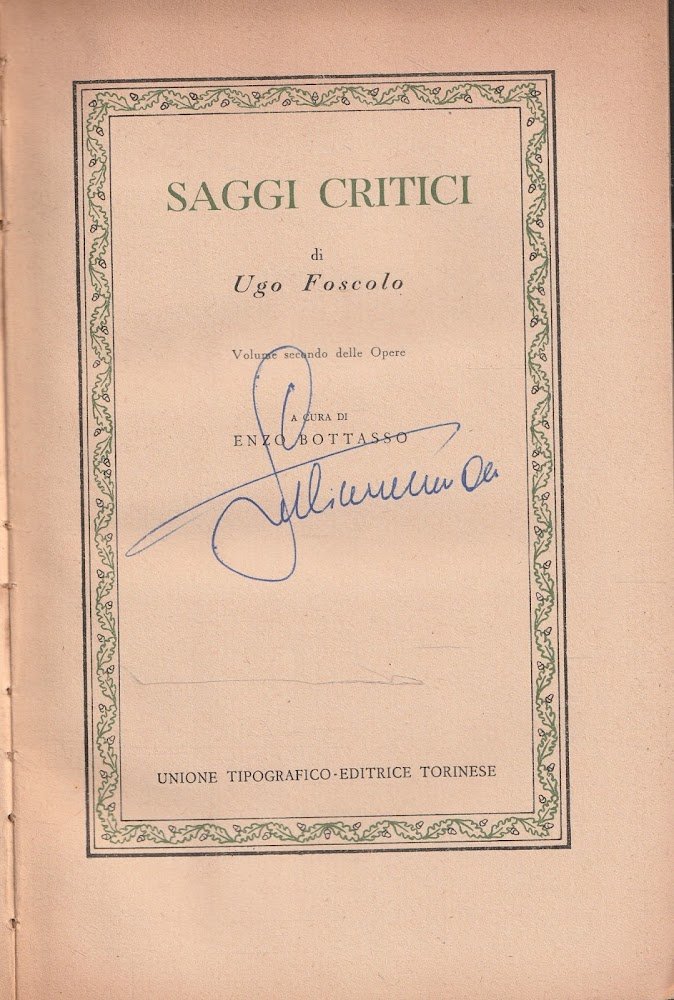 SAGGI CRITICI
di
Ugo Foscolo
Volume secondo delle Opere
A CURA DI
ENZO BOTTASSO
UNIONE TIPOGRAFICO-EDITRICE TORINESE